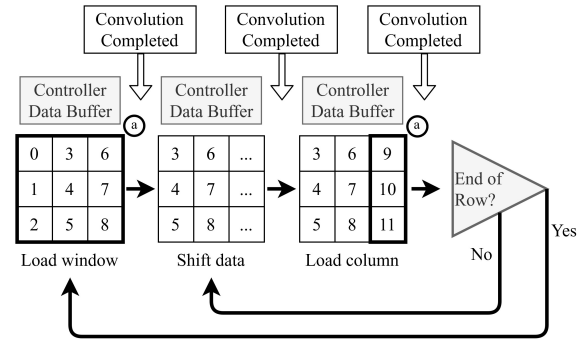 Convolution
Completed
Convolution
Completed
Convolution
Completed
Controller
Data Buffer
Controller
Data Buffer
Controller
Data Buffer
a
a
0 3 6
1 4 7
2 5 8
3 6 ...
4 7 ...
5 8 ...
3 6 9
4 7 10
5 8 11
End of
Row?
Load window
Shift data
Load column
No
Yes